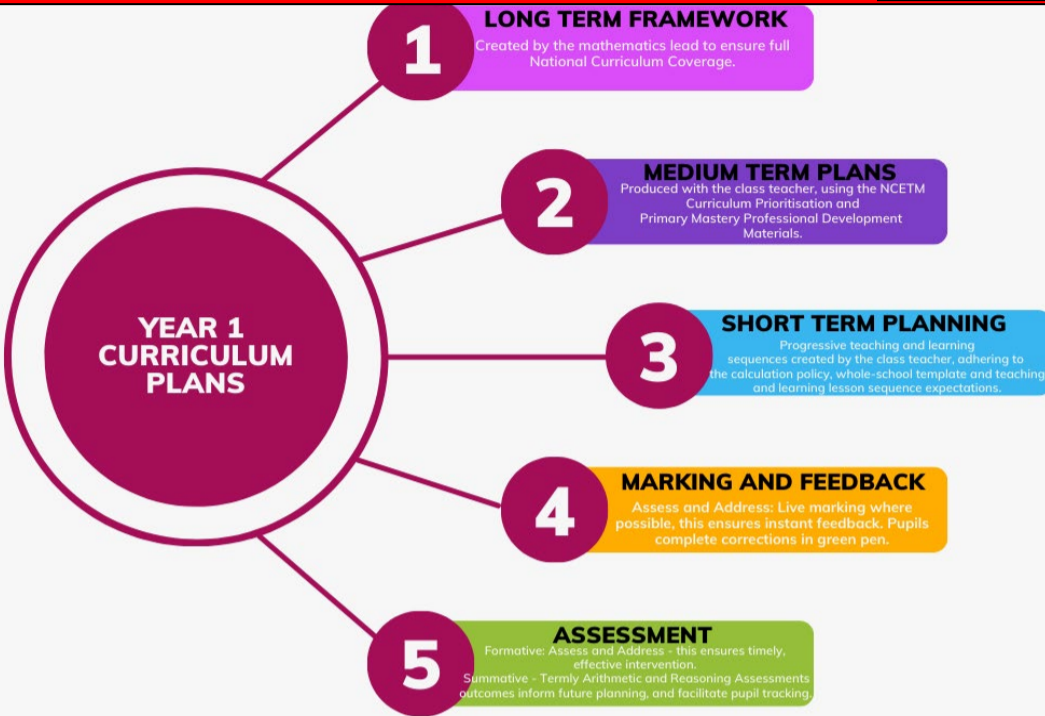 1
LONG TERM FRAMEWORK
Created by the mathematics lead to ensure full
National Curriculum Coverage.
2
MEDIUM TERM PLANS
Produced with the class teacher, using the NCETM
Curriculum Prioritisation and
Primary Mastery Professional Development
Materials.
YEAR 1
CURRICULUM
PLANS
3
SHORT TERM PLANNING
Progressive teaching and learning
sequences created by the class teacher, adhering to
the calculation policy, whole-school template and teaching
and learning lesson sequence expectations.
4
MARKING AND FEEDBACK
Assess and Address: Live marking where
possible, this ensures instant feedback. Pupils
complete corrections in green pen.
5
ASSESSMENT
Formative: Assess and Address - this ensures timely,
effective intervention.
Summative - Termly Arithmetic and Reasoning Assessments
outcomes inform future planning, and facilitate pupil tracking.